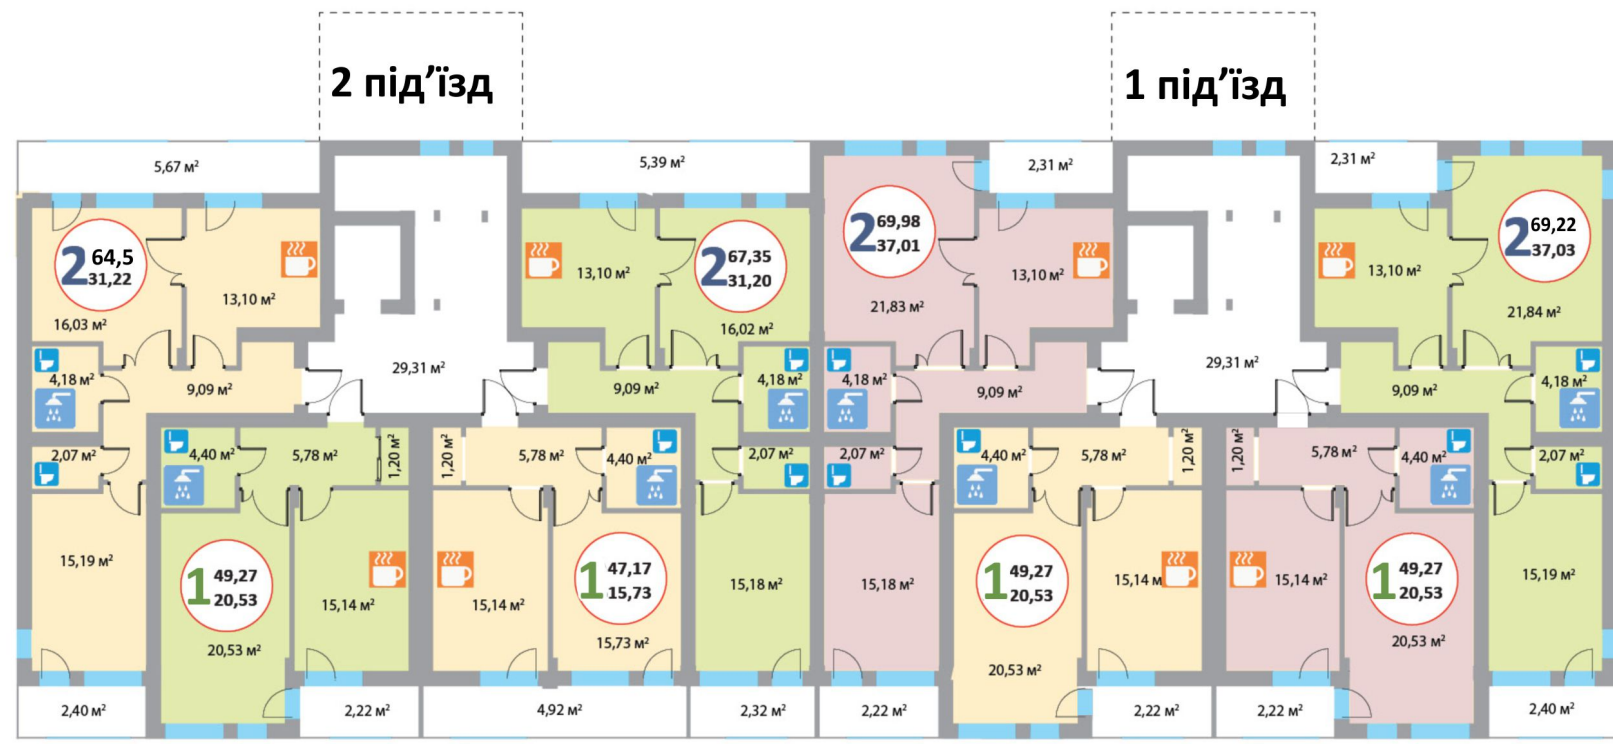 2 під’їзд
1 під’їзд
5,67 м²
5,39 м²
2,31 м²
2,31 м²
2 64,5
31,22
13,10 м²
16,03 м²
4,18 м²
9,09 м²
2,07 м²
15,19 м²
2,40 м²
29,31 м²
4,40 м²
5,78 м²
1,20 м²
1 49,27
20,53
15,14 м²
20,53 м²
2,22 м²
1,20 м²
5,78 м²
4,40 м²
1 47,17
15,73
15,14 м²
15,73 м²
4,92 м²
13,10 м²
2 67,35
31,20
16,02 м²
9,09 м²
4,18 м²
2,07 м²
15,18 м²
2,32 м²
2 69,98
37,01
13,10 м²
21,83 м²
4,18 м²
9,09 м²
2,07 м²
15,18 м²
2,22 м²
29,31 м²
4,40 м²
5,78 м²
1,20 м²
1 49,27
20,53
15,14 м
20,53 м²
2,22 м²
1,20 м²
5,78 м²
4,40 м²
15,14 м²
1 49,27
20,53
20,53 м²
2,22 м²
13,10 м²
2 69,22
37,03
21,84 м²
9,09 м²
4,18 м²
2,07 м²
15,19 м²
2,40 м²